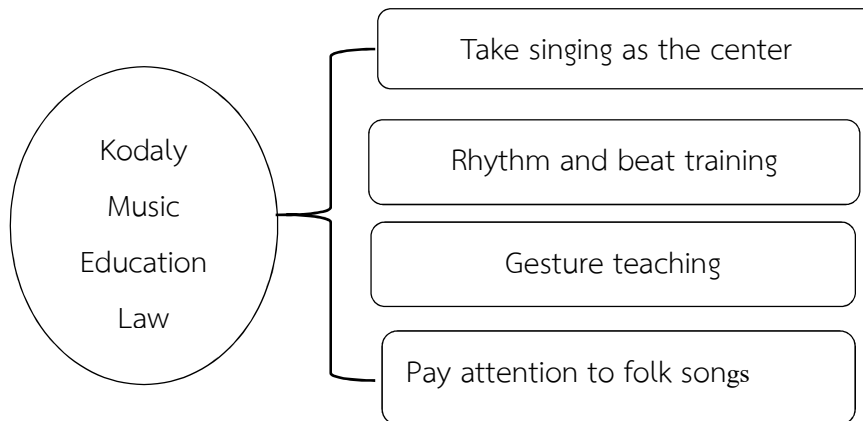 Take singing as the center
Kodaly
Music
Education
Law
Rhythm and beat training
Gesture teaching
Pay attention to folk songs